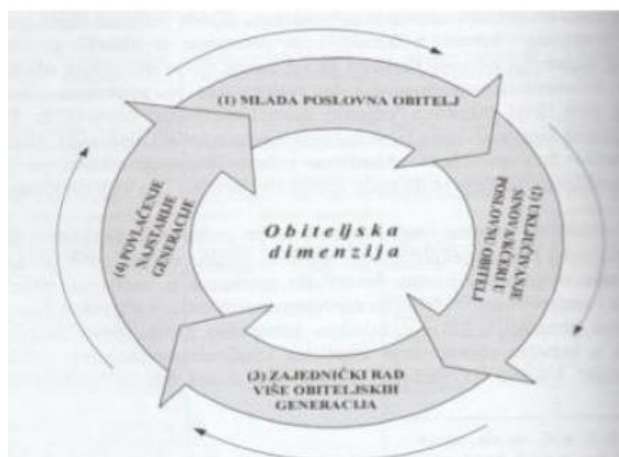 (1) MLADA POSLOVNA OBITELJ
(2) UKLJUČIVANJE
SINOVA/KĆERI U
POSLOVNU OBITELJ
Obiteljska
dimenzija
(3) ZAJEDNIČKI RAD
VIŠE OBITELJSKIH
GENERACIJA
(4) POVLAČENJE
NAJSTARIJE
GENERACIJE